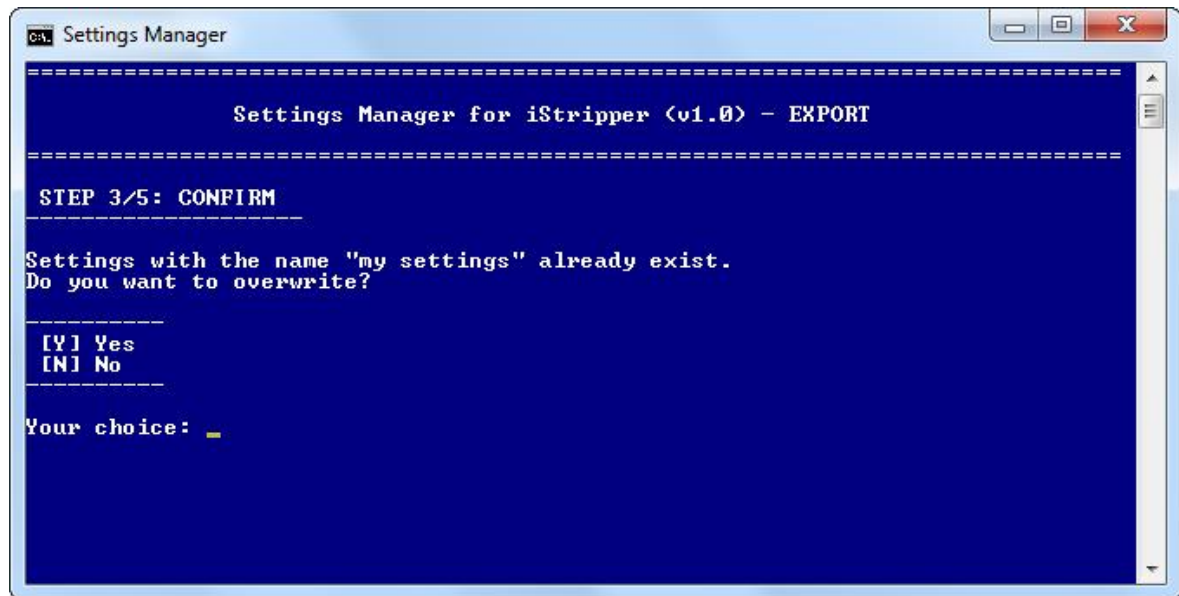 Settings Manager
================================================================================
Settings Manager for iStripper (v1.0) - EXPORT
================================================================================
STEP 3/5: CONFIRM
--------------------
Settings with the name "my settings" already exist.
Do you want to overwrite?
----------
[Y] Yes
[N] No
----------
Your choice: _